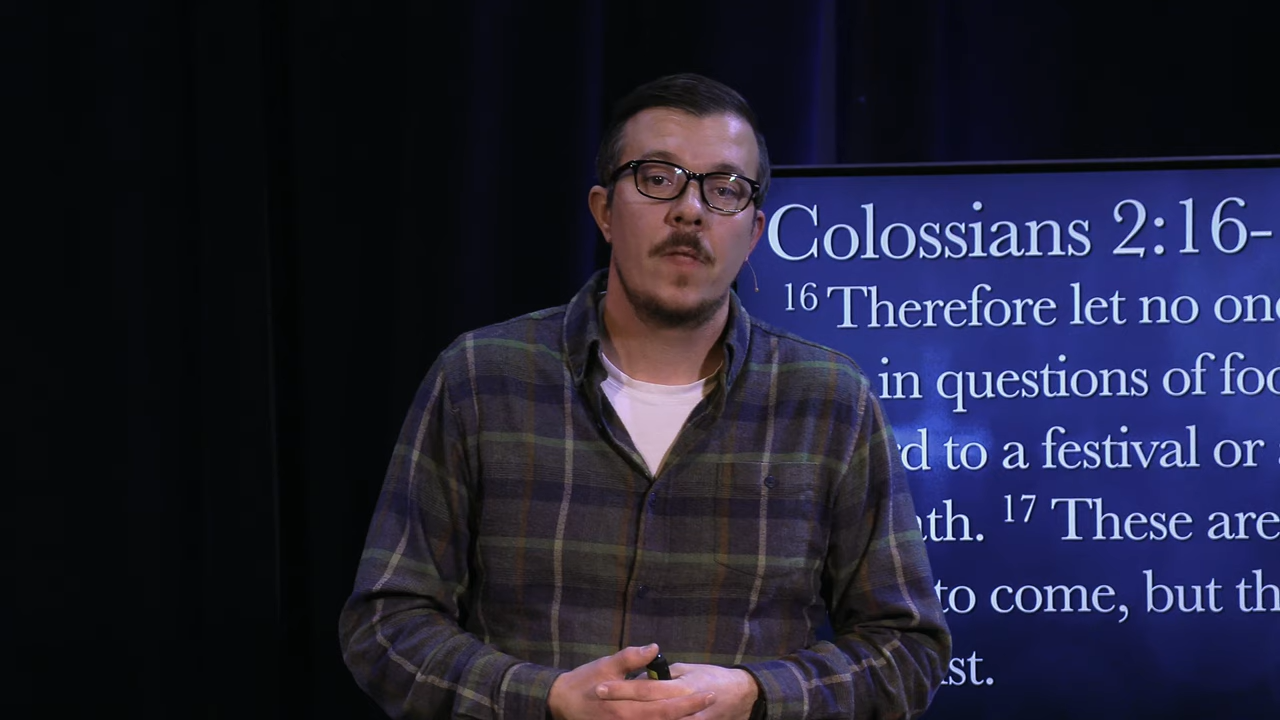 Colossians 2:16-
16 Therefore let no one
in questions of foo
rd to a festival or
ath. 17 These are
to come, but th
ist.